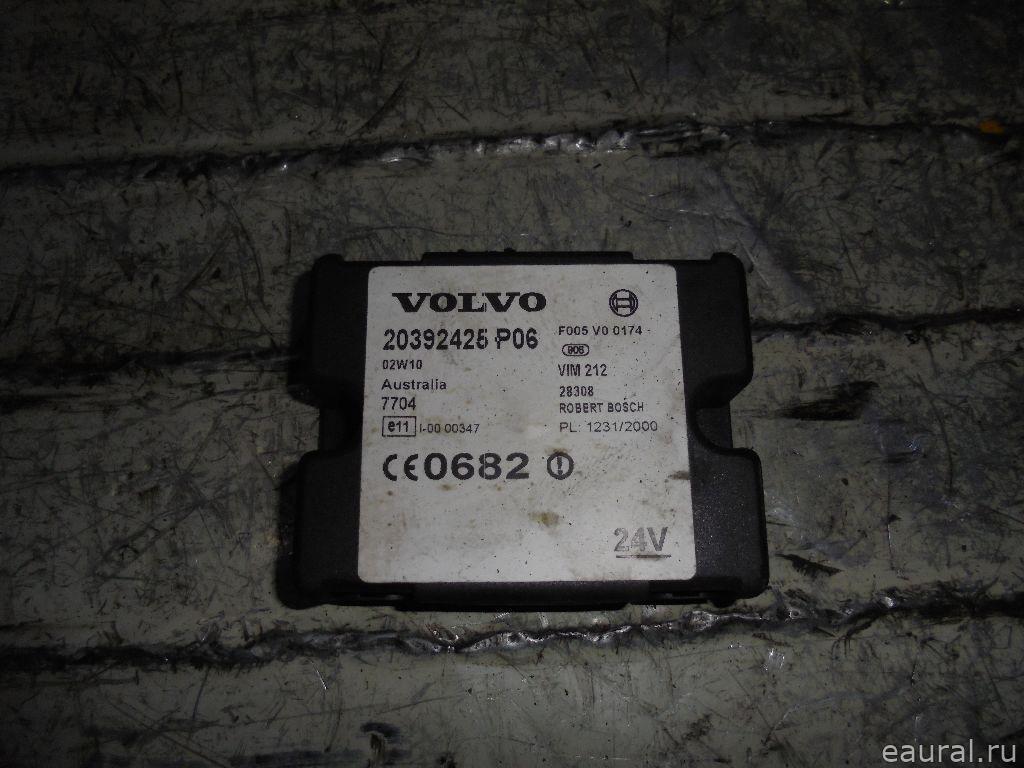 VOLVO
20392425 P06
02W10
Australia
7704
e11 I-00 00347
CE0682
F005 V0 0174 -
906
VIM 212
28308
ROBERT BOSCH
PL: 1231/2000
24V
eaural.ru